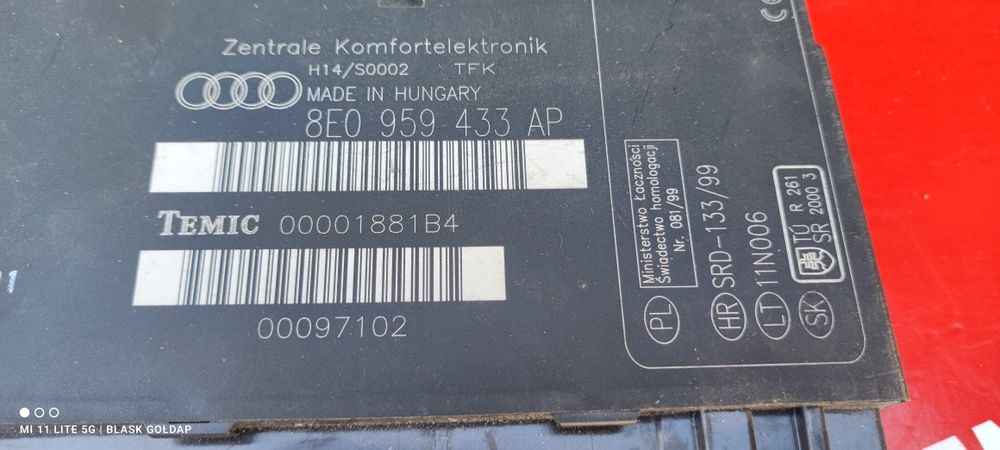 Zentrale Komfortelektronik
H14/S0002 TFK
MADE IN HUNGARY
8E0 959 433 AP
TEMIC 00001881B4
00097102
Ministerstwo Łączności
Świadectwo homologacji
Nr. 081/99
PL
HR SRD-133/99
LT 11N006
TÚ R 261
SR 2000 3
SK
MI 11 LITE 5G | BLASK GOŁDAP